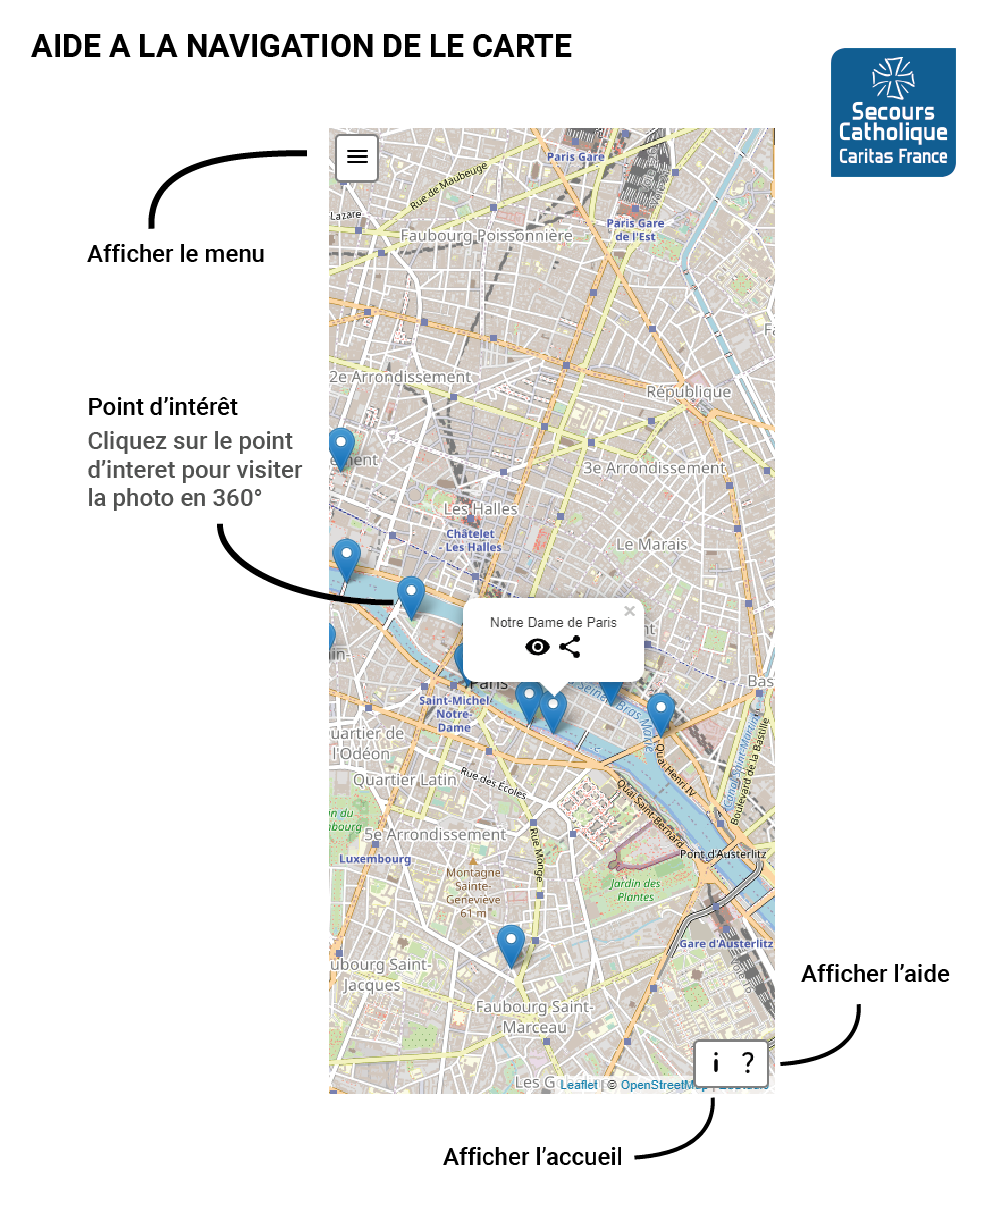 AIDE A LA NAVIGATION DE LE CARTE
Secours
Catholique
Caritas France
Paris Gare
Rue de Maubeuge
Lazare
Paris Gare
de l'Est
Faubourg Poissonnière
Afficher le menu
2e Arrondissement
République
Point d’intérêt
Cliquez sur le point
d’interet pour visiter
la photo en 360°
3e Arrondissement
Les Halles
Châtelet
Les Halles
Le Marais
×
Notre Dame de Paris
Paris
Bas
Saint-Michel
Notre-
Dame
Bras Marie
uartier de
l'Odéon
Quai Henri IV
Canal Saint-Martin
Boulevard de la Bastille
Quartier Latin
Rue des Écoles
Quai Saint-Bernard
5e Arrondissement
Rue Monge
Luxembourg
Pont d'Austerlitz
Montagne
Sainte-
Geneviève
61 m
Jardin des
Plantes
Gare d'Austerlitz
ubourg Saint-
Jacques
Afficher l’aide
Faubourg Saint-
Marceau
i ?
Les G
Leaflet | © OpenStreetM
Afficher l’accueil